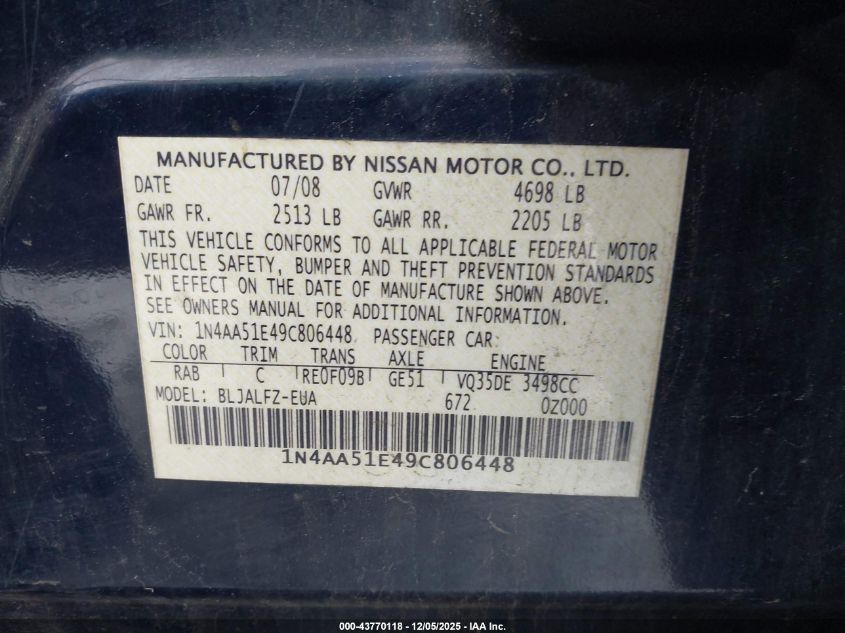 MANUFACTURED BY NISSAN MOTOR CO., LTD.
DATE 07/08 GVWR 4698 LB
GAWR FR. 2513 LB GAWR RR. 2205 LB
THIS VEHICLE CONFORMS TO ALL APPLICABLE FEDERAL MOTOR
VEHICLE SAFETY, BUMPER AND THEFT PREVENTION STANDARDS
IN EFFECT ON THE DATE OF MANUFACTURE SHOWN ABOVE.
SEE OWNERS MANUAL FOR ADDITIONAL INFORMATION.
VIN: 1N4AA51E49C806448 PASSENGER CAR
COLOR TRIM TRANS AXLE ENGINE
RAB C RE0F09B GE51 VQ35DE 3498CC
MODEL: BLJALFZ-EUA 672 0Z000
1N4AA51E49C806448
000-43770118 - 12/05/2025 - IAA Inc.